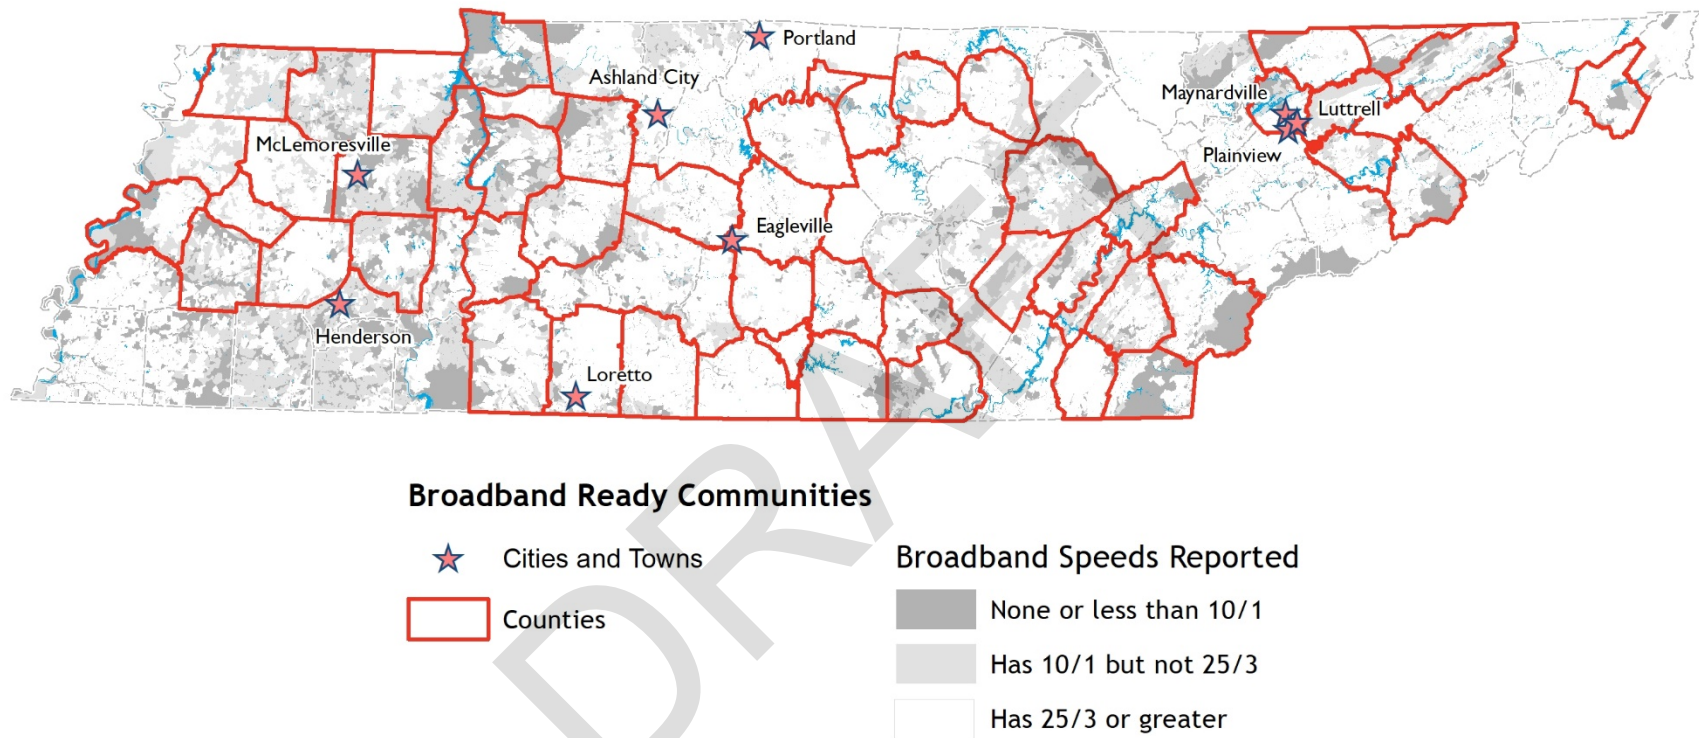 Portland
Ashland City
Maynardville
Luttrell
McLemoresville
Plainview
Eagleville
Henderson
Loretto
DRAFT
Broadband Ready Communities
Cities and Towns
Counties
Broadband Speeds Reported
None or less than 10/1
Has 10/1 but not 25/3
Has 25/3 or greater